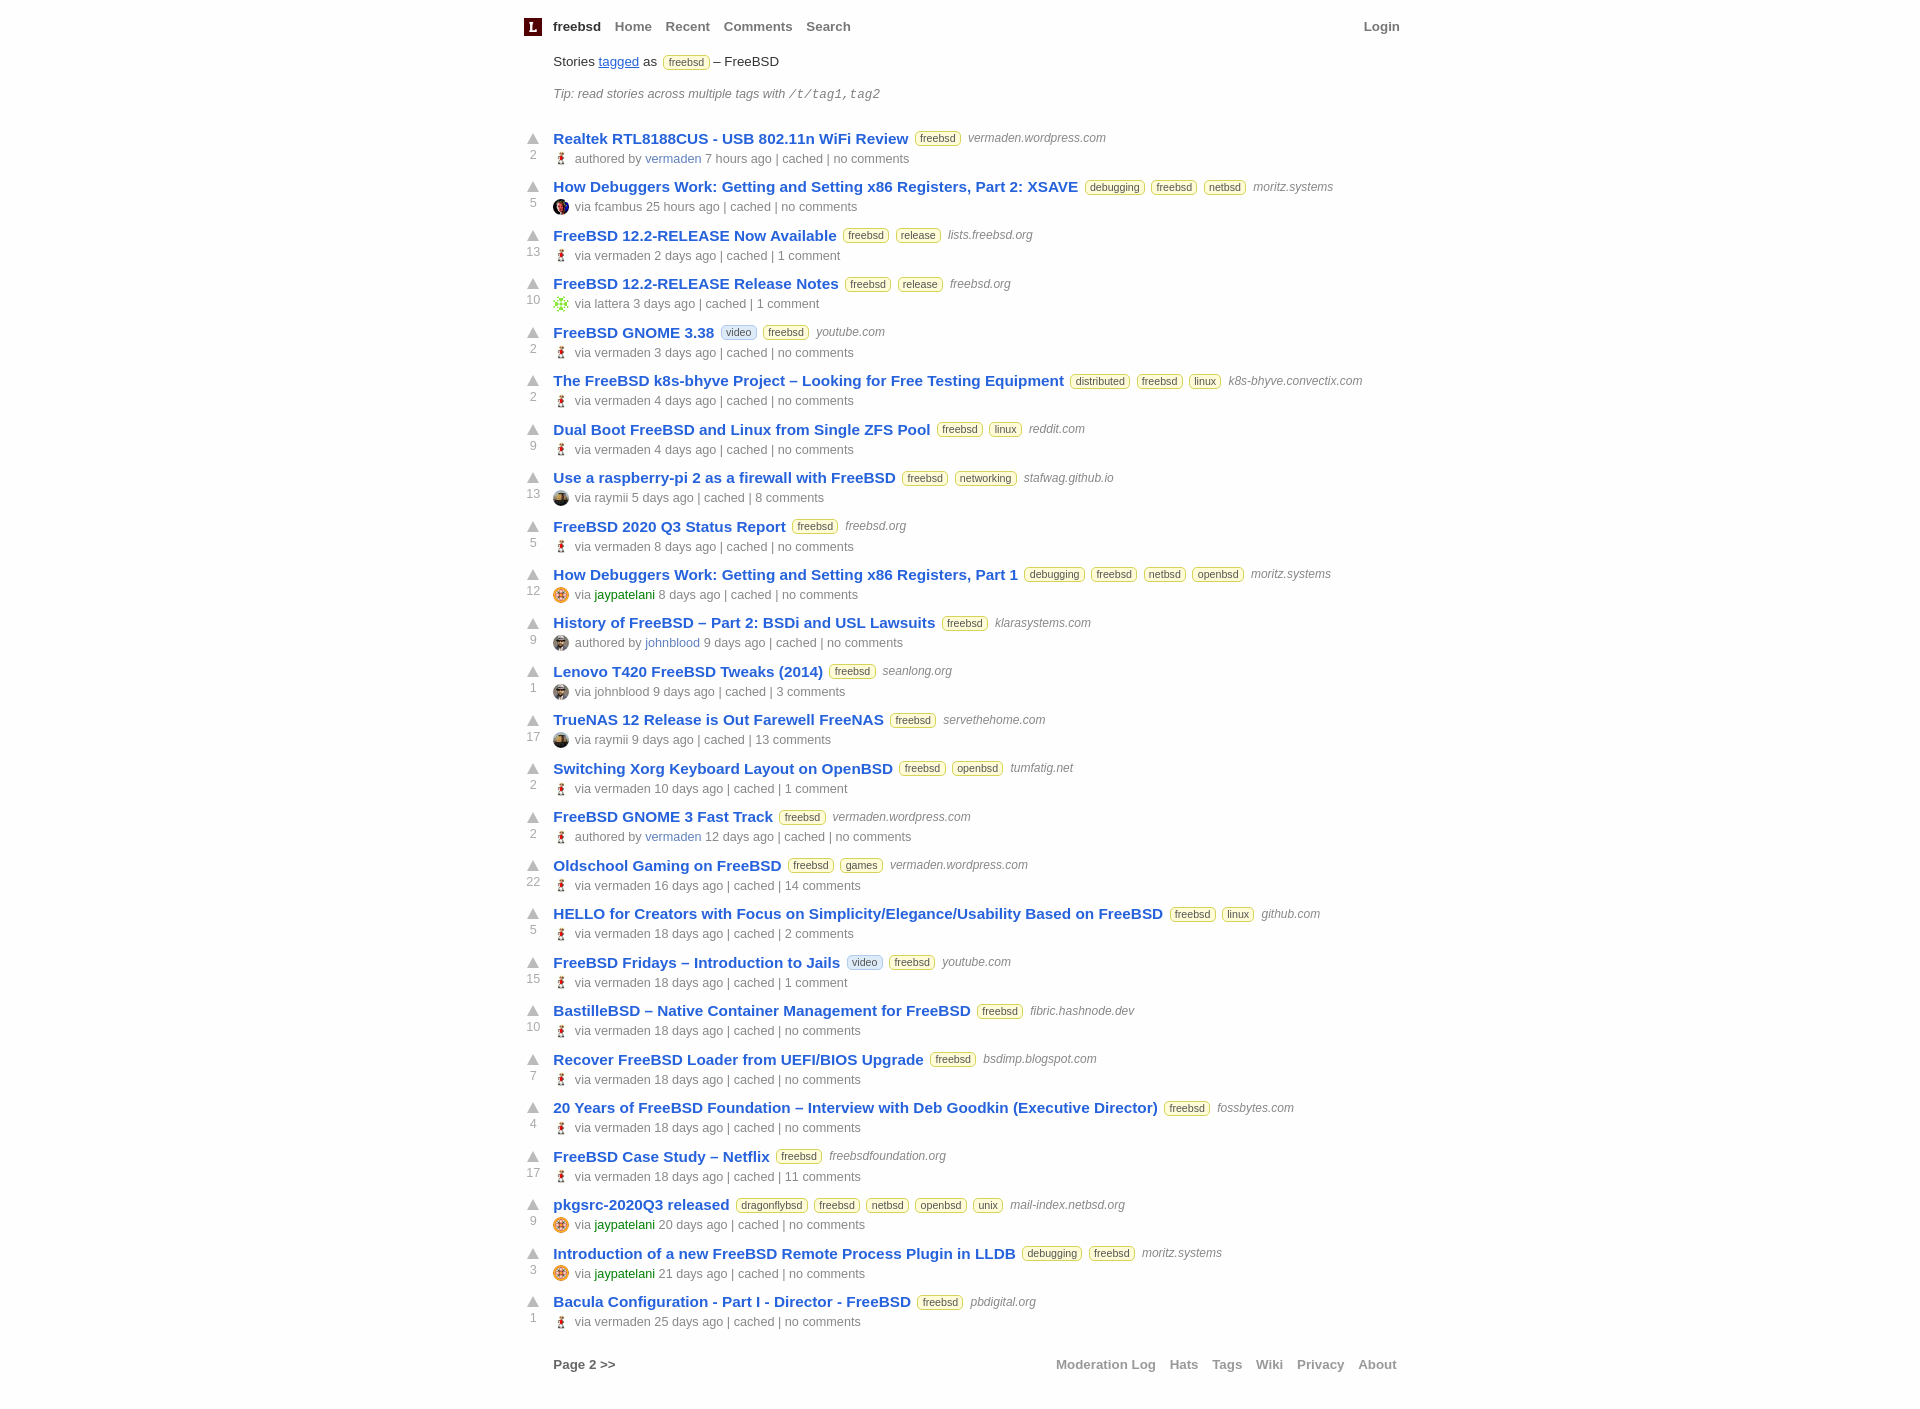 L freebsd Home Recent Comments Search Login
Stories tagged as freebsd – FreeBSD
Tip: read stories across multiple tags with /t/tag1,tag2
Realtek RTL8188CUS - USB 802.11n WiFi Review freebsd vermaden.wordpress.com
2 authored by vermaden 7 hours ago | cached | no comments
How Debuggers Work: Getting and Setting x86 Registers, Part 2: XSAVE debugging freebsd netbsd moritz.systems
5 via fcambus 25 hours ago | cached | no comments
FreeBSD 12.2-RELEASE Now Available freebsd release lists.freebsd.org
13 via vermaden 2 days ago | cached | 1 comment
FreeBSD 12.2-RELEASE Release Notes freebsd release freebsd.org
10 via lattera 3 days ago | cached | 1 comment
FreeBSD GNOME 3.38 video freebsd youtube.com
2 via vermaden 3 days ago | cached | no comments
The FreeBSD k8s-bhyve Project – Looking for Free Testing Equipment distributed freebsd linux k8s-bhyve.convectix.com
2 via vermaden 4 days ago | cached | no comments
Dual Boot FreeBSD and Linux from Single ZFS Pool freebsd linux reddit.com
9 via vermaden 4 days ago | cached | no comments
Use a raspberry-pi 2 as a firewall with FreeBSD freebsd networking stafwag.github.io
13 via raymii 5 days ago | cached | 8 comments
FreeBSD 2020 Q3 Status Report freebsd freebsd.org
5 via vermaden 8 days ago | cached | no comments
How Debuggers Work: Getting and Setting x86 Registers, Part 1 debugging freebsd netbsd openbsd moritz.systems
12 via jaypatelani 8 days ago | cached | no comments
History of FreeBSD – Part 2: BSDi and USL Lawsuits freebsd klarasystems.com
9 authored by johnblood 9 days ago | cached | no comments
Lenovo T420 FreeBSD Tweaks (2014) freebsd seanlong.org
1 via johnblood 9 days ago | cached | 3 comments
TrueNAS 12 Release is Out Farewell FreeNAS freebsd servethehome.com
17 via raymii 9 days ago | cached | 13 comments
Switching Xorg Keyboard Layout on OpenBSD freebsd openbsd tumfatig.net
2 via vermaden 10 days ago | cached | 1 comment
FreeBSD GNOME 3 Fast Track freebsd vermaden.wordpress.com
2 authored by vermaden 12 days ago | cached | no comments
Oldschool Gaming on FreeBSD freebsd games vermaden.wordpress.com
22 via vermaden 16 days ago | cached | 14 comments
HELLO for Creators with Focus on Simplicity/Elegance/Usability Based on FreeBSD freebsd linux github.com
5 via vermaden 18 days ago | cached | 2 comments
FreeBSD Fridays – Introduction to Jails video freebsd youtube.com
15 via vermaden 18 days ago | cached | 1 comment
BastilleBSD – Native Container Management for FreeBSD freebsd fibric.hashnode.dev
10 via vermaden 18 days ago | cached | no comments
Recover FreeBSD Loader from UEFI/BIOS Upgrade freebsd bsdimp.blogspot.com
7 via vermaden 18 days ago | cached | no comments
20 Years of FreeBSD Foundation – Interview with Deb Goodkin (Executive Director) freebsd fossbytes.com
4 via vermaden 18 days ago | cached | no comments
FreeBSD Case Study – Netflix freebsd freebsdfoundation.org
17 via vermaden 18 days ago | cached | 11 comments
pkgsrc-2020Q3 released dragonflybsd freebsd netbsd openbsd unix mail-index.netbsd.org
9 via jaypatelani 20 days ago | cached | no comments
Introduction of a new FreeBSD Remote Process Plugin in LLDB debugging freebsd moritz.systems
3 via jaypatelani 21 days ago | cached | no comments
Bacula Configuration - Part I - Director - FreeBSD freebsd pbdigital.org
1 via vermaden 25 days ago | cached | no comments
Page 2 >> Moderation Log Hats Tags Wiki Privacy About